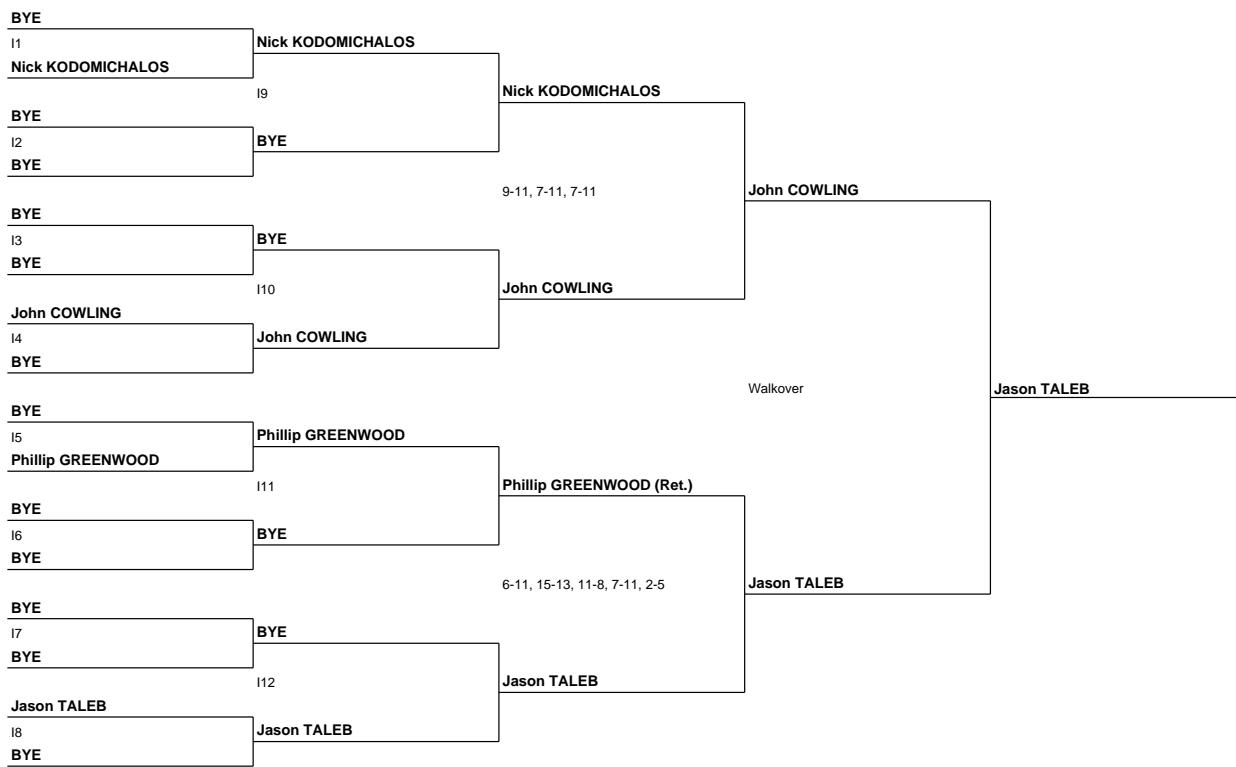 BYE
I1
Nick KODOMICHALOS
Nick KODOMICHALOS
I9
Nick KODOMICHALOS
BYE
I2
BYE
BYE
9-11, 7-11, 7-11
John COWLING
BYE
I3
BYE
BYE
I10
John COWLING
John COWLING
I4
John COWLING
BYE
Walkover
Jason TALEB
BYE
I5
Phillip GREENWOOD
Phillip GREENWOOD
I11
Phillip GREENWOOD (Ret.)
BYE
I6
BYE
BYE
6-11, 15-13, 11-8, 7-11, 2-5
Jason TALEB
BYE
I7
BYE
BYE
I12
Jason TALEB
Jason TALEB
I8
Jason TALEB
BYE